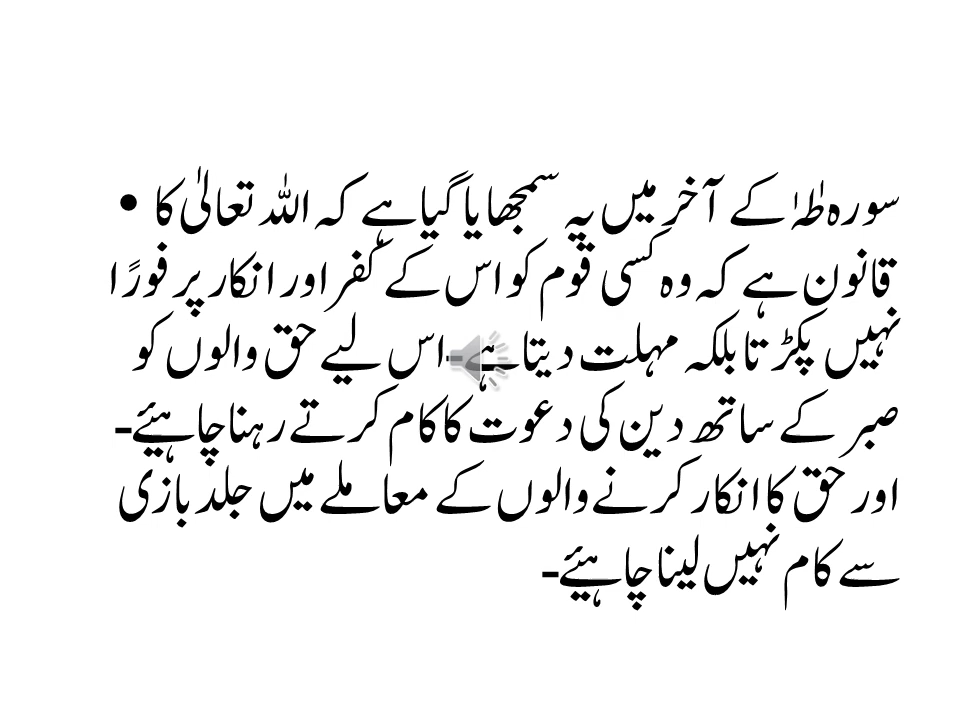 سورہ طٰہٰ کے آخر میں یہ سمجھایا گیا ہے کہ اللہ تعالیٰ کا •
قانون ہے کہ وہ کسی قوم کو اس کے کفر اور انکار پر فورًا
نہیں پکڑتا بلکہ مہلت دیتا ہے- اس لیے حق والوں کو
صبر کے ساتھ دین کی دعوت کا کام کرتے رہنا چاہیئے-
اور حق کا انکار کرنے والوں کے معاملے میں جلد بازی
سے کام نہیں لینا چاہیئے-